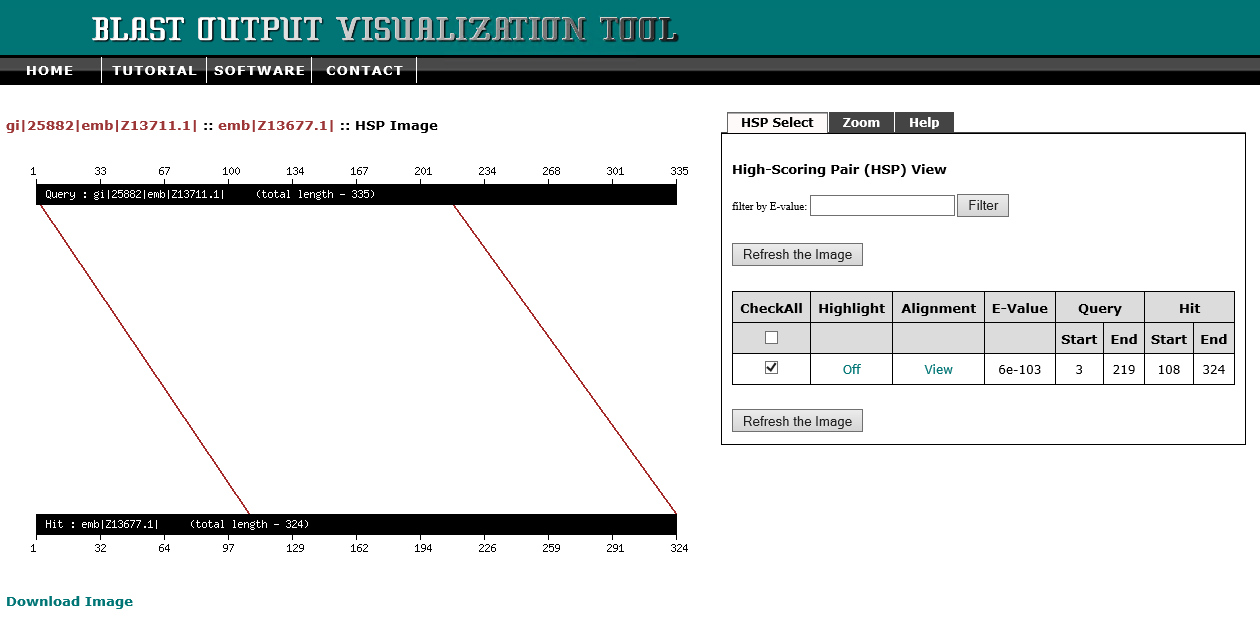 BLAST OUTPUT VISUALIZATION TOOL
HOME TUTORIAL SOFTWARE CONTACT
gi|25882|emb|Z13711.1| :: emb|Z13677.1| :: HSP Image
1 33 67 100 134 167 201 234 268 301 335
Query : gi|25882|emb|Z13711.1| (total length - 335)
Hit : emb|Z13677.1| (total length - 324)
1 32 64 97 129 162 194 226 259 291 324
Download Image
HSP Select Zoom Help
High-Scoring Pair (HSP) View
filter by E-value: Filter
Refresh the Image
CheckAll Highlight Alignment E-Value Query Hit
Start End Start End
Off View 6e-103 3 219 108 324
Refresh the Image